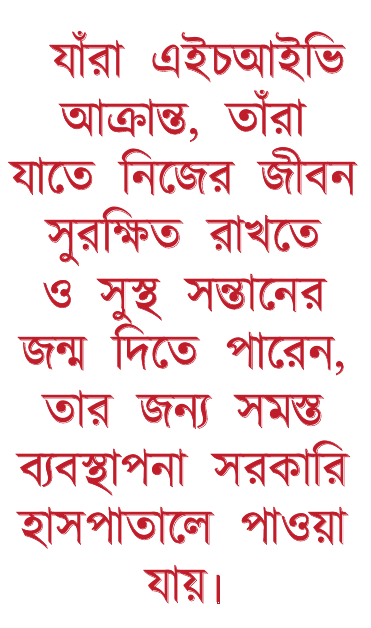 যাঁরা এইচআইভি
আক্রান্ত, তাঁরা
যাতে নিজের জীবন
সুরক্ষিত রাখতে
ও সুস্থ সন্তানের
জন্ম দিতে পারেন,
তার জন্য সমস্ত
ব্যবস্থাপনা সরকারি
হাসপাতালে পাওয়া
যায়।